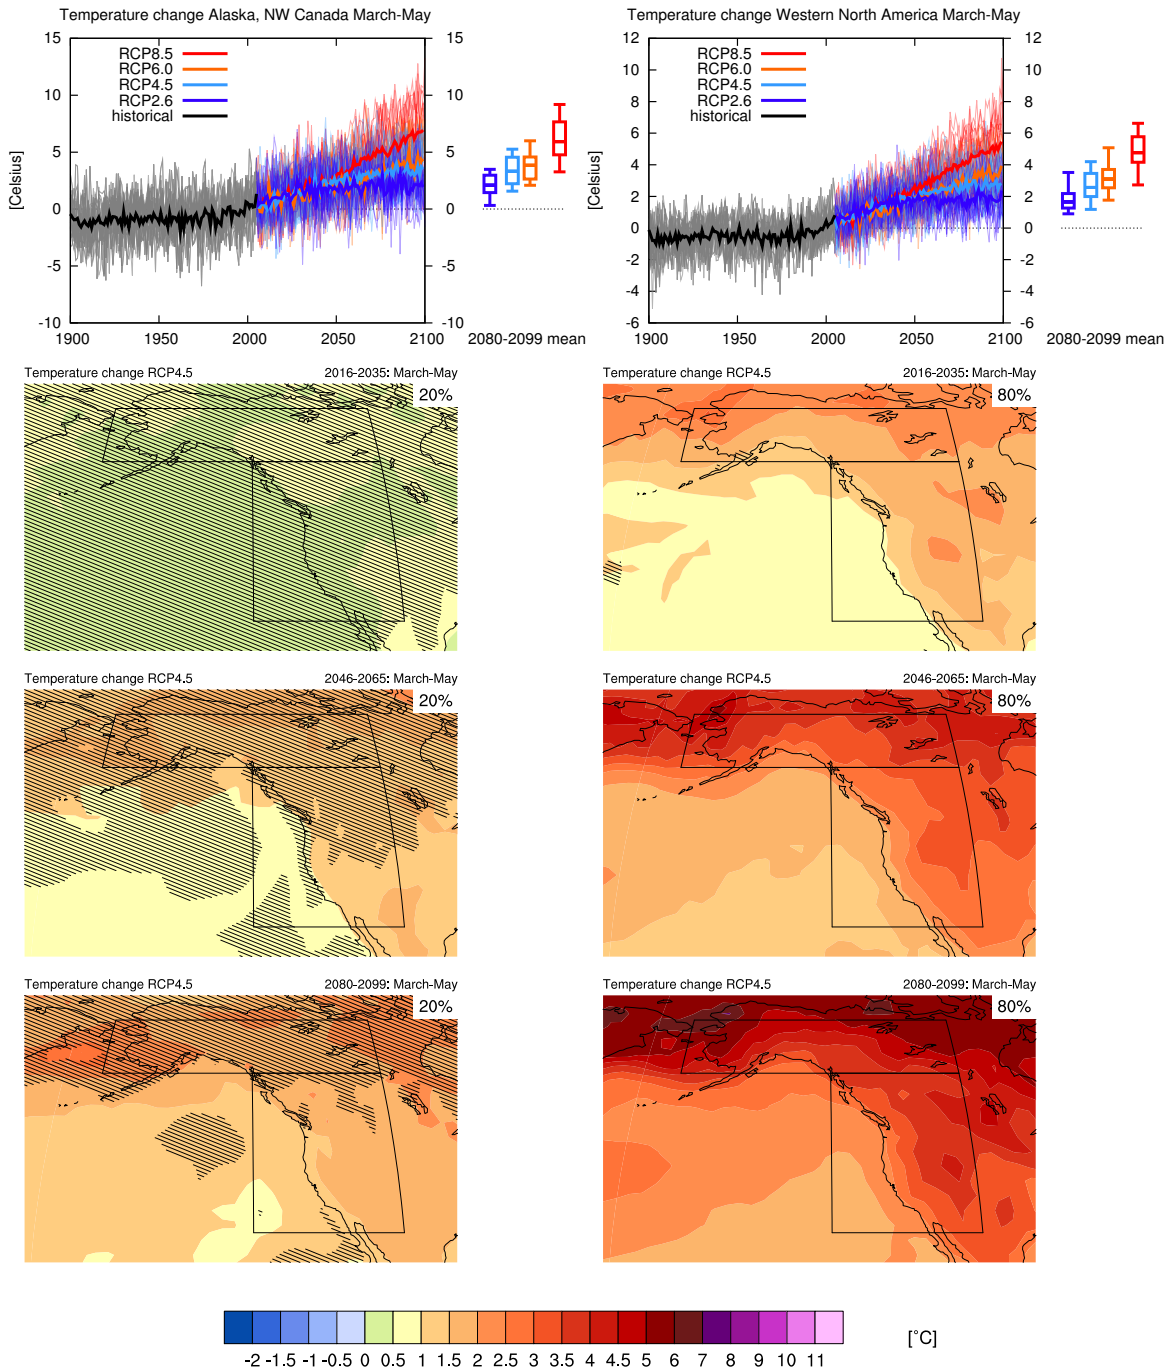 Temperature change Alaska, NW Canada March-May
15
10
5
0
-5
-10
[Celsius]
RCP8.5
RCP6.0
RCP4.5
RCP2.6
historical
15
10
5
0
-5
-10
1900 1950 2000 2050 2100
2080-2099 mean
Temperature change Western North America March-May
12
10
8
6
4
2
0
-2
-4
-6
[Celsius]
RCP8.5
RCP6.0
RCP4.5
RCP2.6
historical
12
10
8
6
4
2
0
-2
-4
-6
1900 1950 2000 2050 2100
2080-2099 mean
Temperature change RCP4.5 2016-2035: March-May
20%
Temperature change RCP4.5 2016-2035: March-May
80%
Temperature change RCP4.5 2046-2065: March-May
20%
Temperature change RCP4.5 2046-2065: March-May
80%
Temperature change RCP4.5 2080-2099: March-May
20%
Temperature change RCP4.5 2080-2099: March-May
80%
-2 -1.5 -1 -0.5 0 0.5 1 1.5 2 2.5 3 3.5 4 4.5 5 6 7 8 9 10 11
[°C]